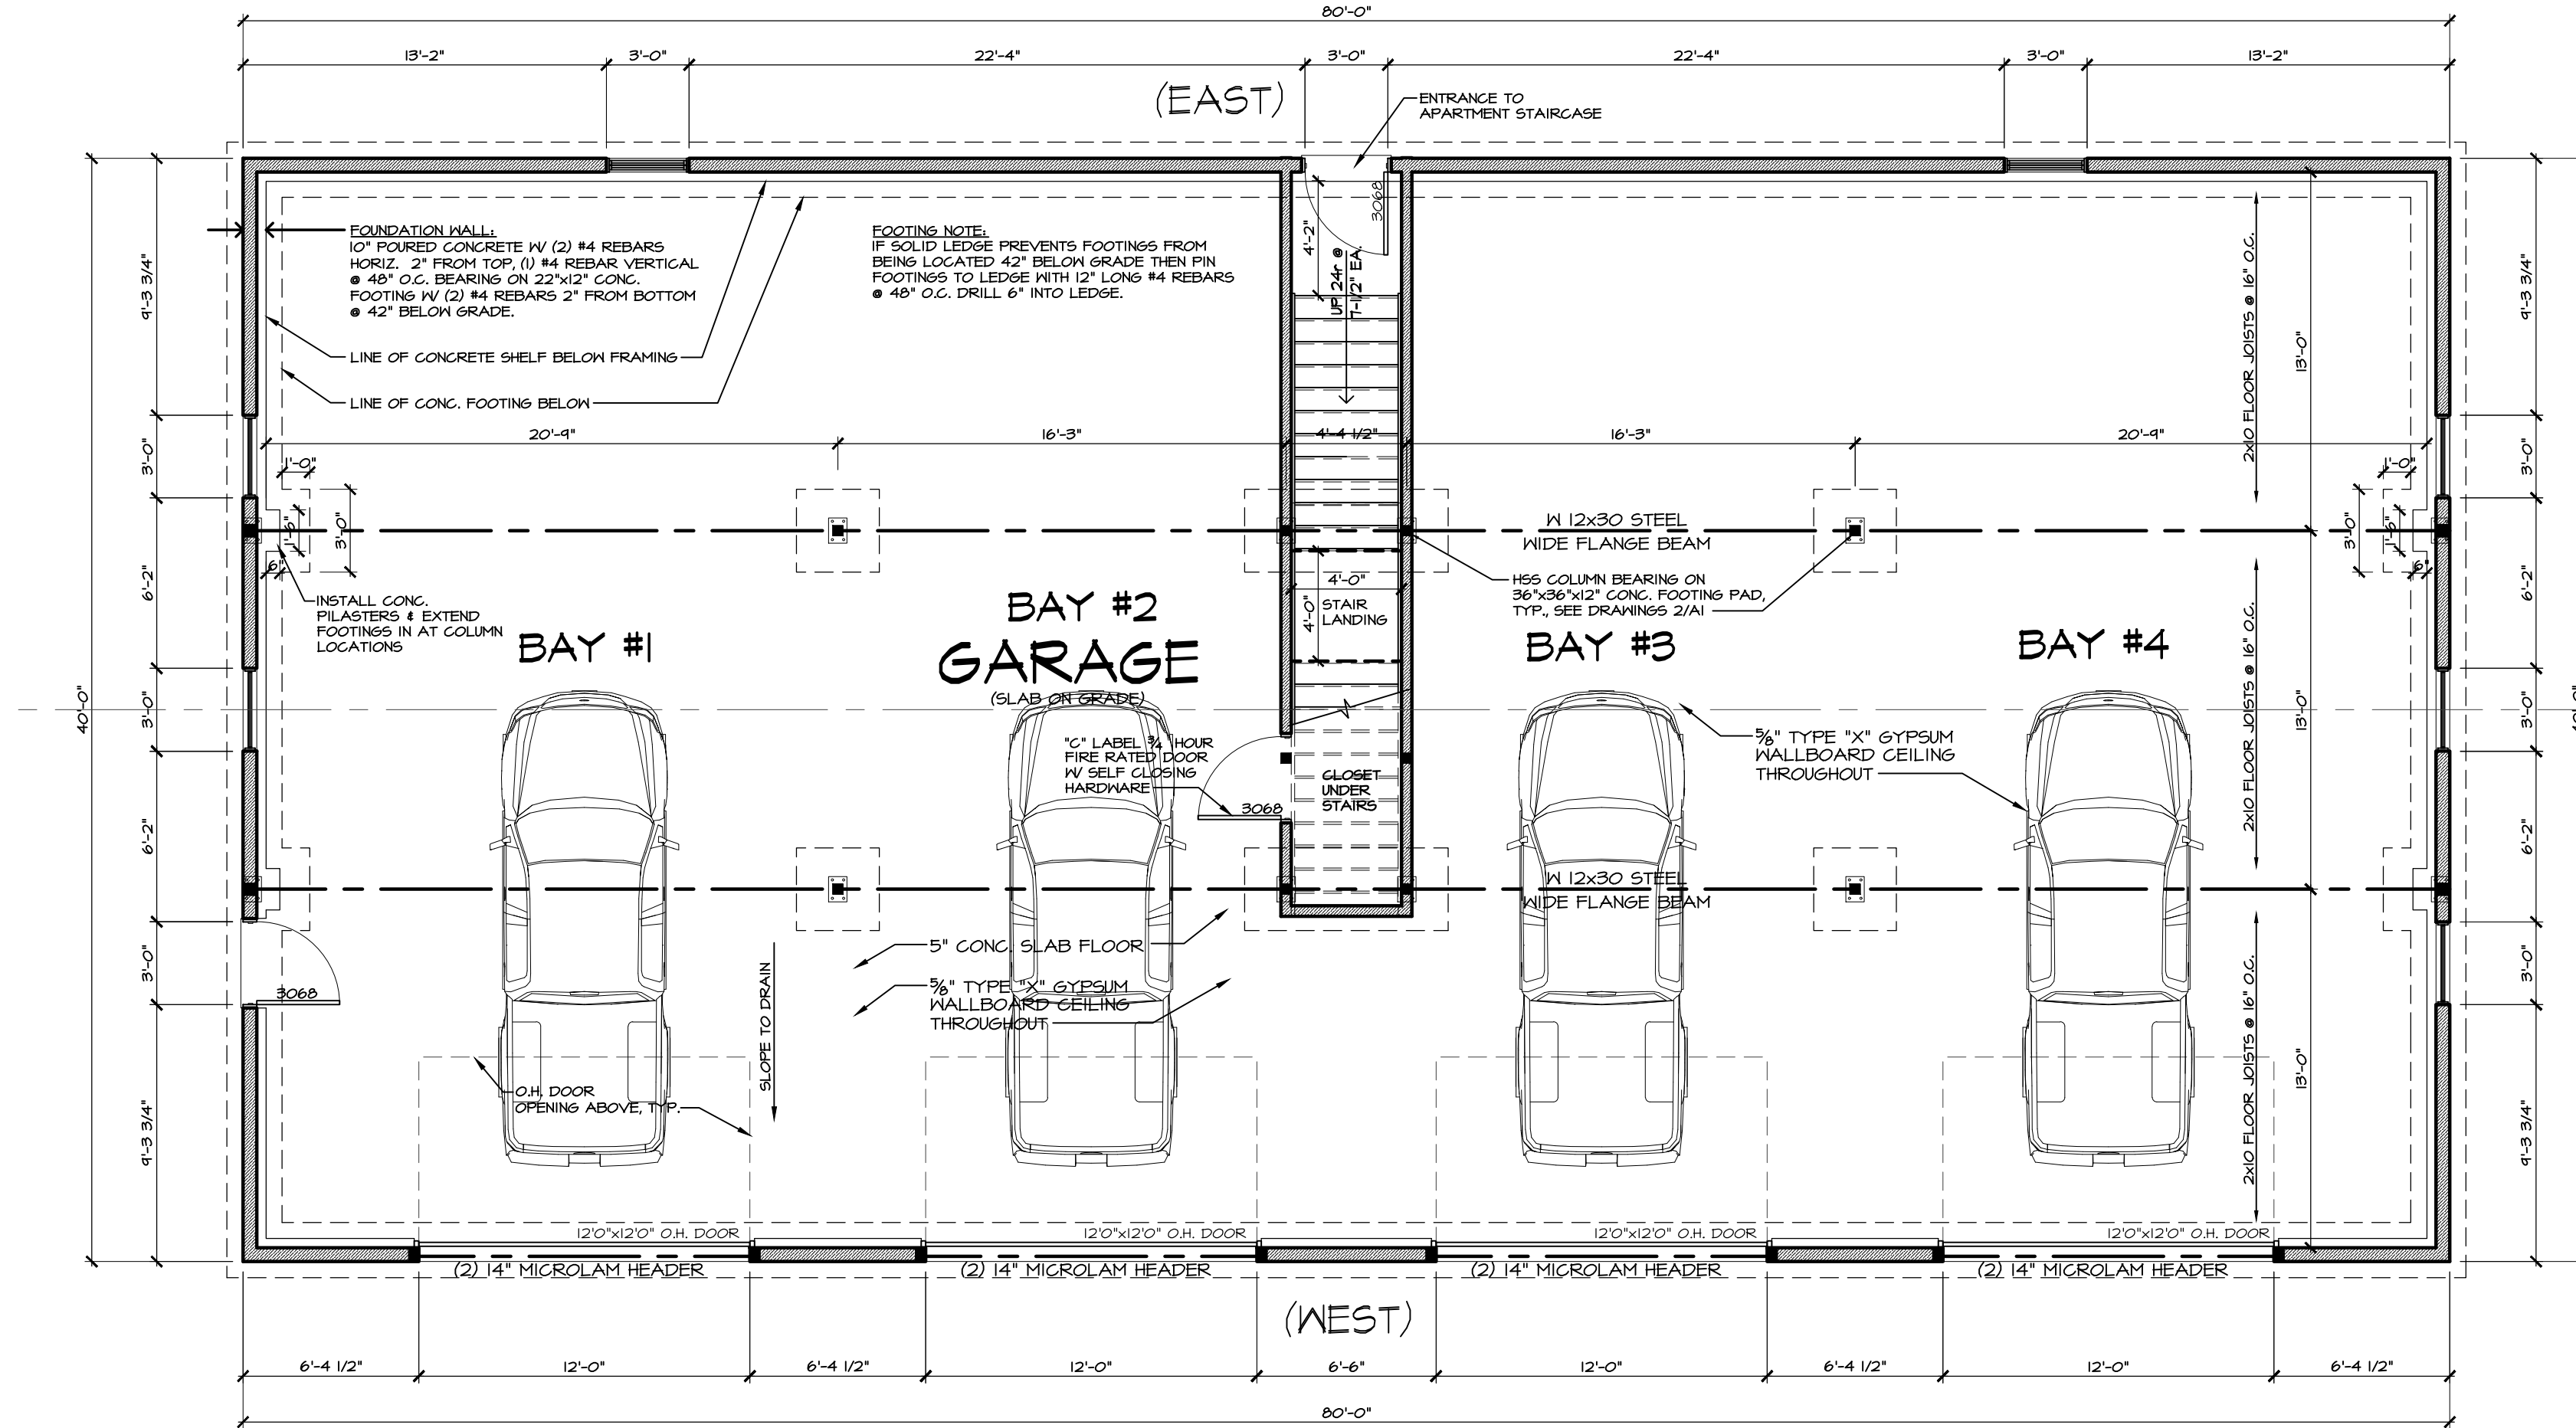 80'-0"
13'-2"
3'-0"
22'-4"
3'-0"
22'-4"
3'-0"
13'-2"
(EAST)
ENTRANCE TO
APARTMENT STAIRCASE
3068
4'-2"
UP 24r @
7-1/2" EA.
FOUNDATION WALL:
10" POURED CONCRETE W/ (2) #4 REBARS
HORIZ. 2" FROM TOP, (1) #4 REBAR VERTICAL
@ 48" O.C. BEARING ON 22"x12" CONC.
FOOTING W/ (2) #4 REBARS 2" FROM BOTTOM
@ 42" BELOW GRADE.
FOOTING NOTE:
IF SOLID LEDGE PREVENTS FOOTINGS FROM
BEING LOCATED 42" BELOW GRADE THEN PIN
FOOTINGS TO LEDGE WITH 12" LONG #4 REBARS
@ 48" O.C. DRILL 6" INTO LEDGE.
LINE OF CONCRETE SHELF BELOW FRAMING
LINE OF CONC. FOOTING BELOW
40'-0"
9'-3 3/4"
3'-0"
6'-2"
3'-0"
6'-2"
3'-0"
9'-3 3/4"
20'-9"
16'-3"
4'-4 1/2"
16'-3"
20'-9"
1'-0"
1'-6"
3'-0"
6"
1'-0"
3'-0"
1'-6"
6"
INSTALL CONC.
PILASTERS & EXTEND
FOOTINGS IN AT COLUMN
LOCATIONS
W 12x30 STEEL
WIDE FLANGE BEAM
HSS COLUMN BEARING ON
36"x36"x12" CONC. FOOTING PAD,
TYP., SEE DRAWINGS 2/A1
4'-0"
4'-0"
STAIR
LANDING
BAY #1
BAY #2
GARAGE
(SLAB ON GRADE)
BAY #3
BAY #4
"C" LABEL 3/4 HOUR
FIRE RATED DOOR
W/ SELF CLOSING
HARDWARE
3068
CLOSET
UNDER
STAIRS
5/8" TYPE "X" GYPSUM
WALLBOARD CEILING
THROUGHOUT
W 12x30 STEEL
WIDE FLANGE BEAM
2x10 FLOOR JOISTS @ 16" O.C.
13'-0"
2x10 FLOOR JOISTS @ 16" O.C.
13'-0"
2x10 FLOOR JOISTS @ 16" O.C.
13'-0"
9'-3 3/4"
3'-0"
6'-2"
3'-0"
6'-2"
3'-0"
9'-3 3/4"
3068
5" CONC. SLAB FLOOR
5/8" TYPE "X" GYPSUM
WALLBOARD CEILING
THROUGHOUT
SLOPE TO DRAIN
O.H. DOOR
OPENING ABOVE, TYP.
12'0"x12'0" O.H. DOOR
12'0"x12'0" O.H. DOOR
12'0"x12'0" O.H. DOOR
12'0"x12'0" O.H. DOOR
(2) 14" MICROLAM HEADER
(2) 14" MICROLAM HEADER
(2) 14" MICROLAM HEADER
(2) 14" MICROLAM HEADER
(WEST)
6'-4 1/2"
12'-0"
6'-4 1/2"
12'-0"
6'-6"
12'-0"
6'-4 1/2"
12'-0"
6'-4 1/2"
80'-0"